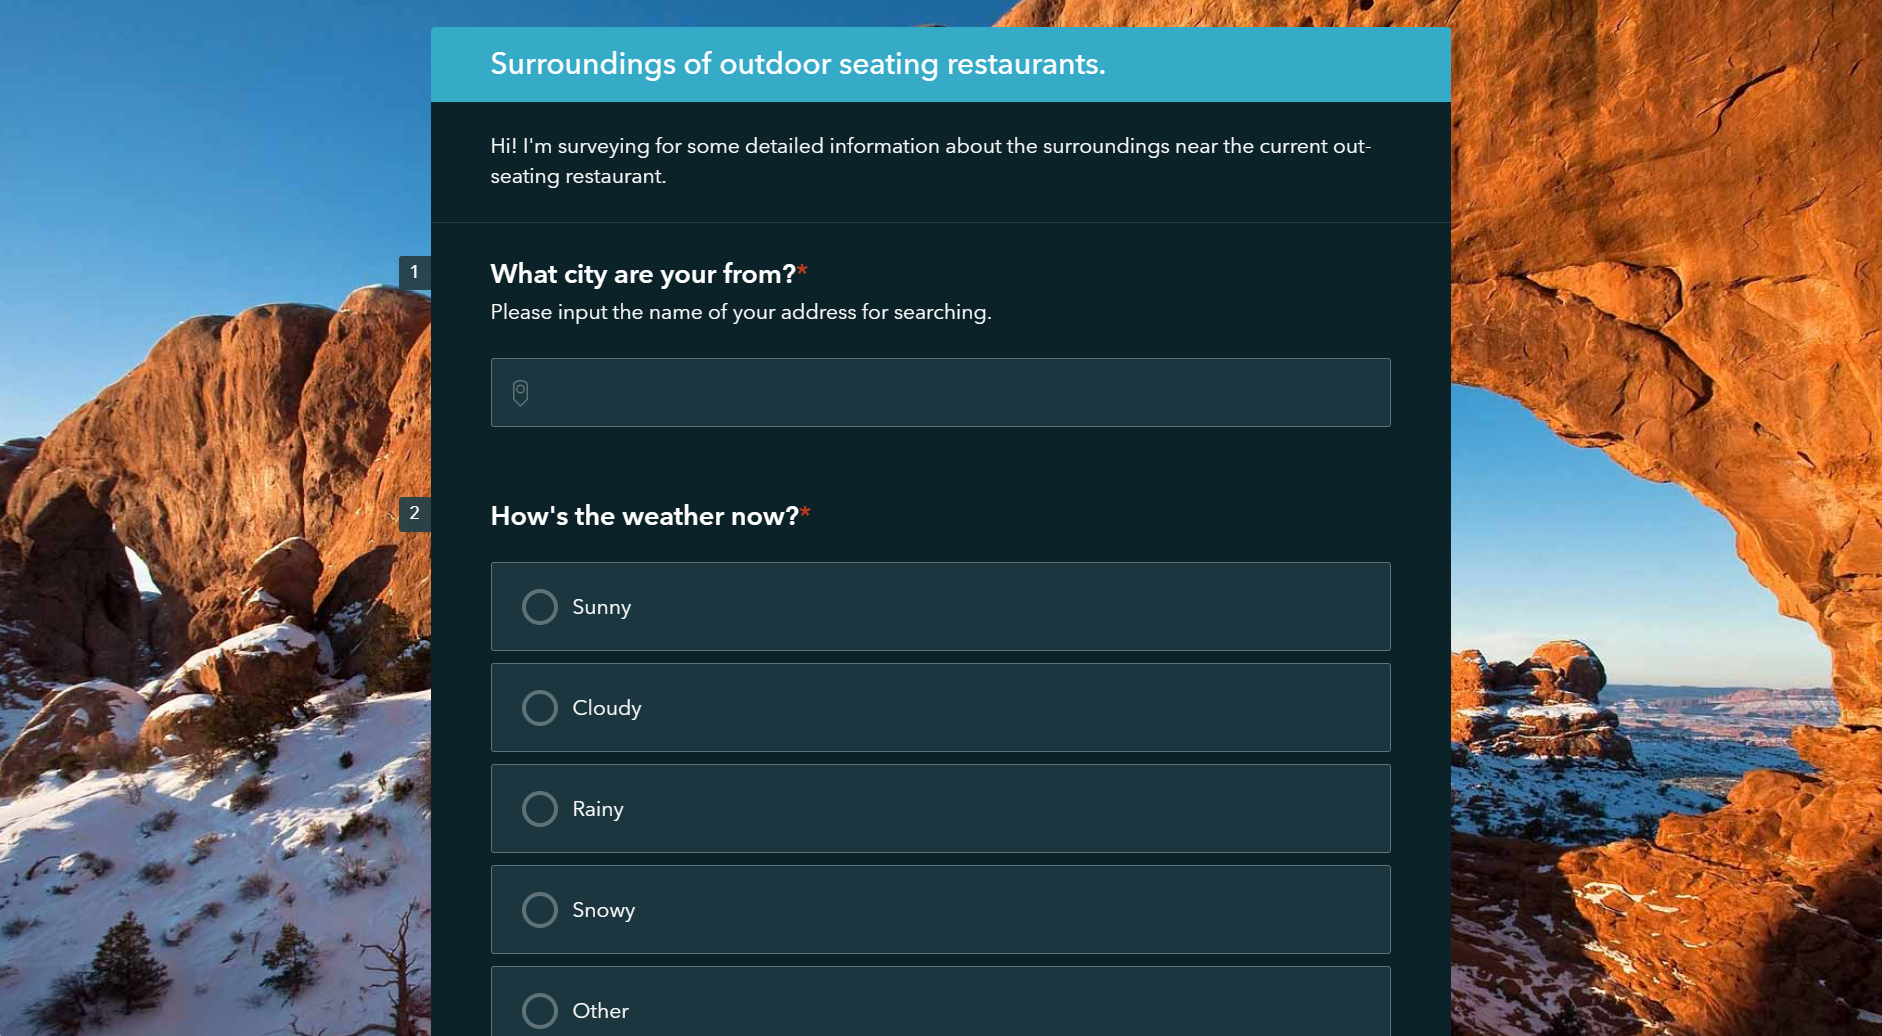 Surroundings of outdoor seating restaurants.
Hi! I'm surveying for some detailed information about the surroundings near the current out-
seating restaurant.
1
What city are your from?*
Please input the name of your address for searching.
2
How's the weather now?*
Sunny
Cloudy
Rainy
Snowy
Other